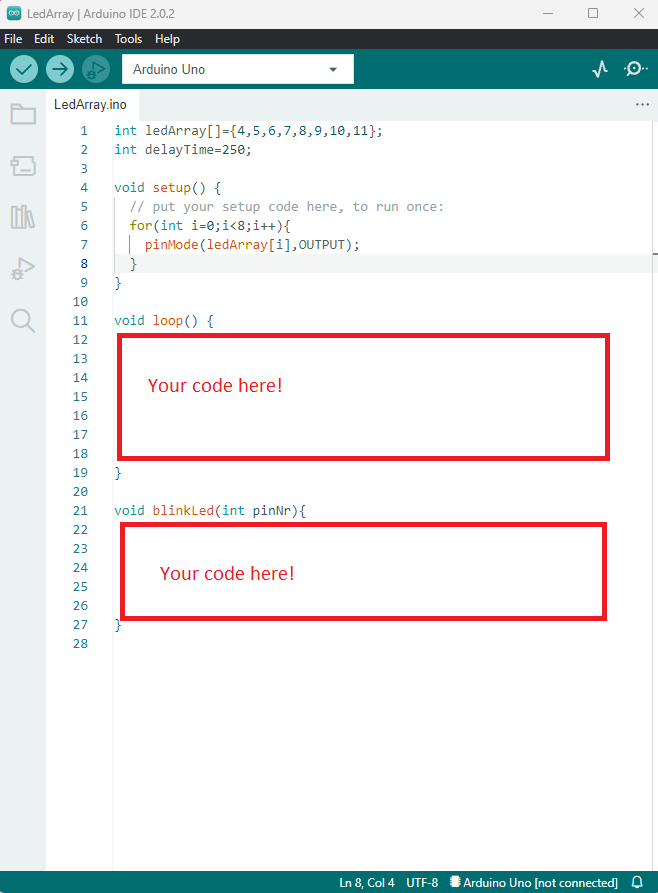 LedArray | Arduino IDE 2.0.2
File Edit Sketch Tools Help
Arduino Uno
LedArray.ino
1 int ledArray[]={4,5,6,7,8,9,10,11};
2 int delayTime=250;
3
4 void setup() {
5 // put your setup code here, to run once:
6 for(int i=0;i<8;i++){
7 pinMode(ledArray[i],OUTPUT);
8 }
9 }
10
11 void loop() {
12
13
14 Your code here!
15
16
17
18
19 }
20
21 void blinkLed(int pinNr){
22
23
24 Your code here!
25
26
27 }
28
Ln 8, Col 4 UTF-8 Arduino Uno [not connected]